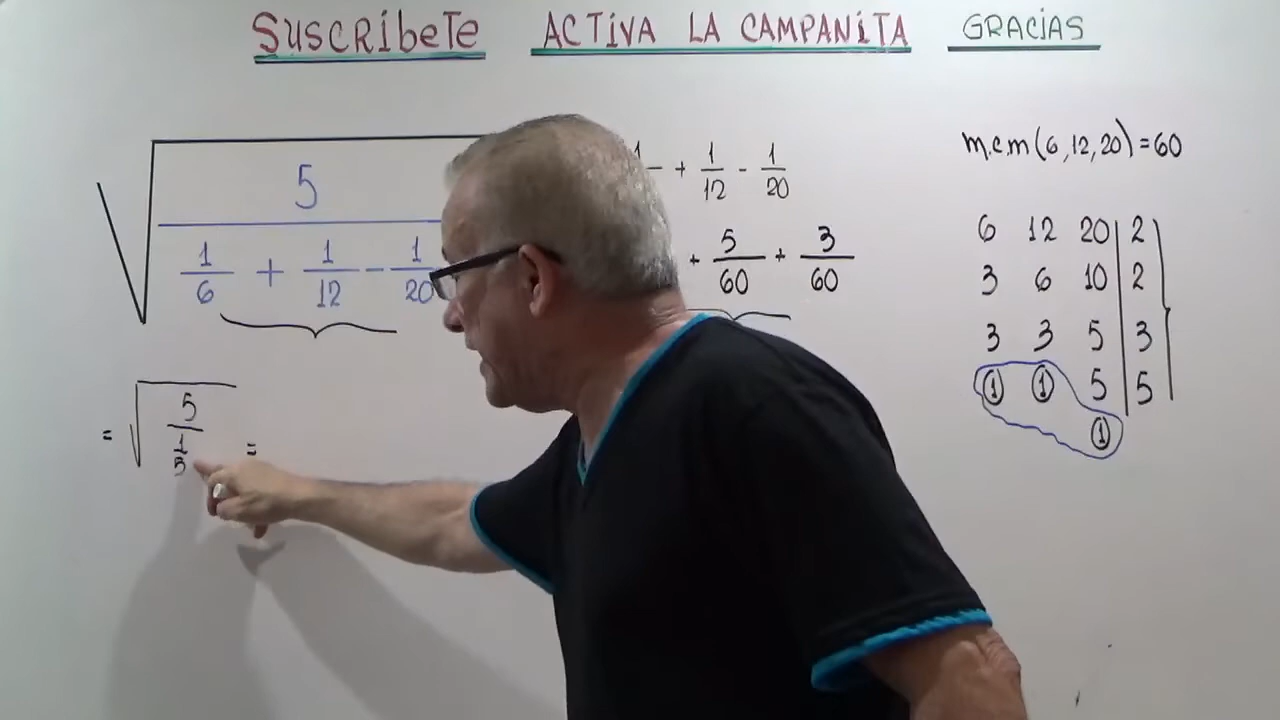 SUSCRIBETE ACTIVA LA CAMPANITA GRACIAS
√(5 / (1/6 + 1/12 - 1/20
= √(5 / (1/5)) =
1 + 1/12 - 1/20
+ 5/60 + 3/60
m.c.m(6,12,20)=60
6 12 20 | 2
3 6 10 | 2
3 3 5 | 3
1 1 5 | 5
1